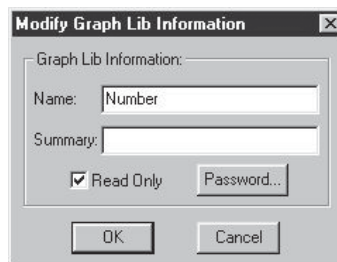 Modify Graph Lib Information
Graph Lib Information:
Name: Number
Summary:
Read Only Password...
OK Cancel